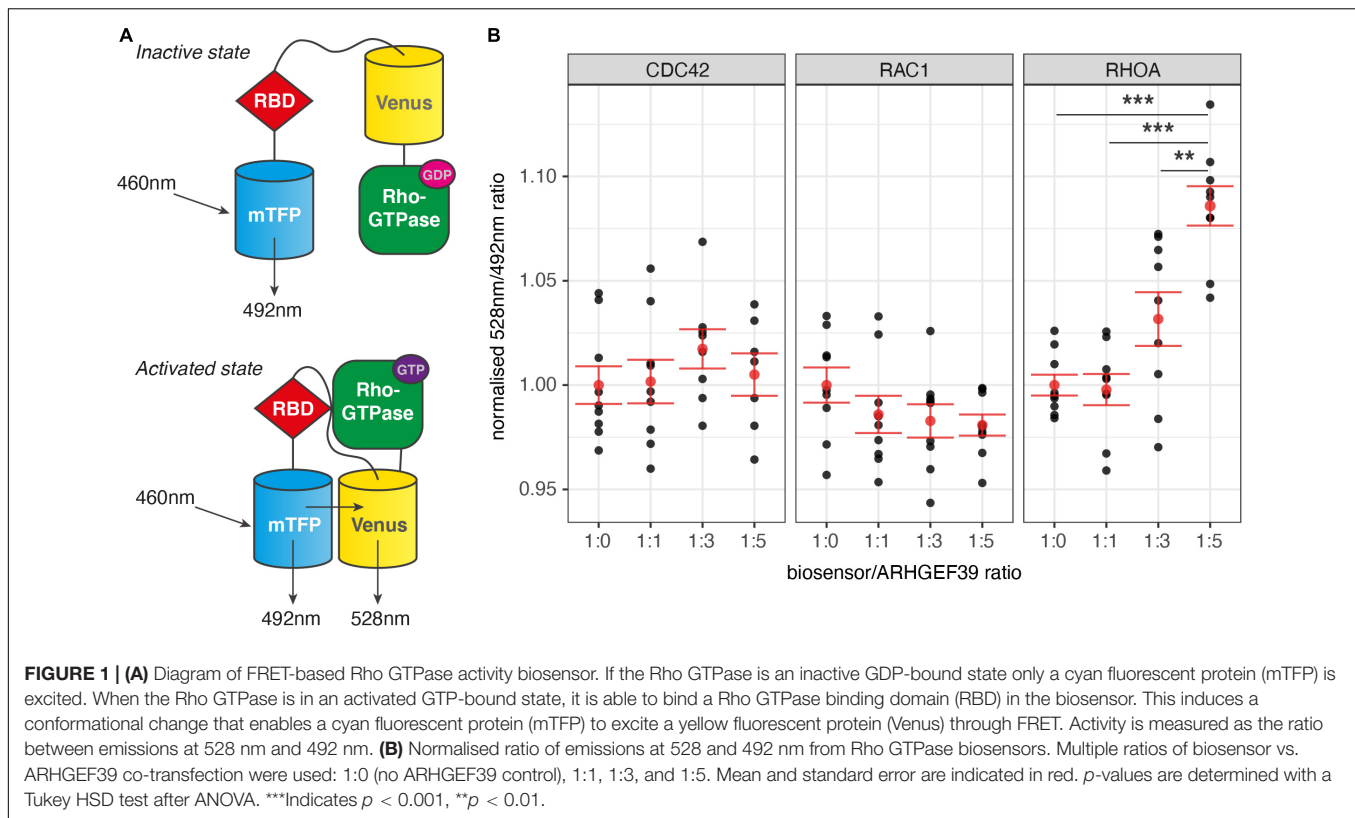 A
Inactive state
RBD
Venus
460nm
mTFP
GDP
Rho-
GTPase
492nm
Activated state
RBD
GTP
Rho-
GTPase
460nm
mTFP
Venus
492nm
528nm
B
CDC42
RAC1
RHOA
***
***
**
normalised 528nm/492nm ratio
1.10
1.05
1.00
0.95
1:0 1:1 1:3 1:5
1:0 1:1 1:3 1:5
1:0 1:1 1:3 1:5
biosensor/ARHGEF39 ratio
FIGURE 1 | (A) Diagram of FRET-based Rho GTPase activity biosensor. If the Rho GTPase is an inactive GDP-bound state only a cyan fluorescent protein (mTFP) is
excited. When the Rho GTPase is in an activated GTP-bound state, it is able to bind a Rho GTPase binding domain (RBD) in the biosensor. This induces a
conformational change that enables a cyan fluorescent protein (mTFP) to excite a yellow fluorescent protein (Venus) through FRET. Activity is measured as the ratio
between emissions at 528 nm and 492 nm. (B) Normalised ratio of emissions at 528 and 492 nm from Rho GTPase biosensors. Multiple ratios of biosensor vs.
ARHGEF39 co-transfection were used: 1:0 (no ARHGEF39 control), 1:1, 1:3, and 1:5. Mean and standard error are indicated in red. p-values are determined with a
Tukey HSD test after ANOVA. ***Indicates p < 0.001, **p < 0.01.